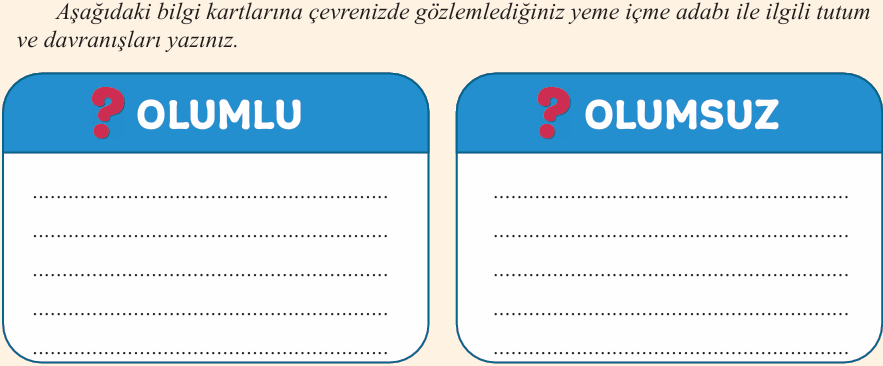 Aşağıdaki bilgi kartlarına çevrenizde gözlemlediğiniz yeme içme adabı ile ilgili tutum
ve davranışları yazınız.
? OLUMLU
? OLUMSUZ
............................................................
............................................................
............................................................
............................................................
............................................................
............................................................
............................................................
............................................................
............................................................
............................................................